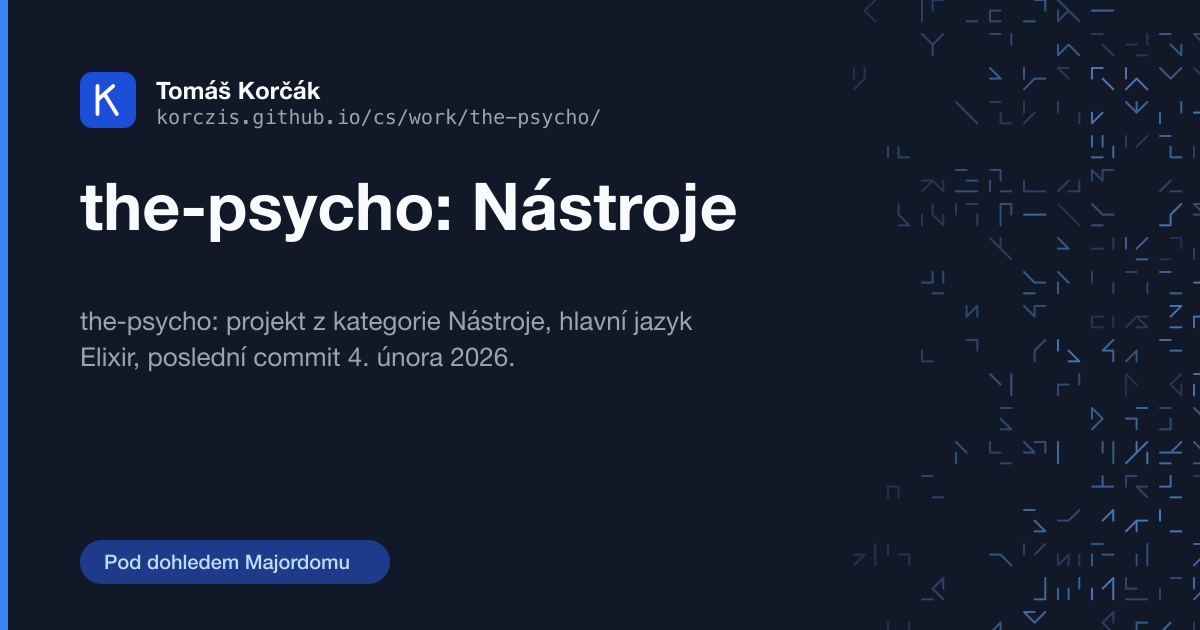 K
Tomáš Korčák
korczis.github.io/cs/work/the-psycho/
the-psycho: Nástroje
the-psycho: projekt z kategorie Nástroje, hlavní jazyk
Elixir, poslední commit 4. února 2026.
Pod dohledem Majordomu